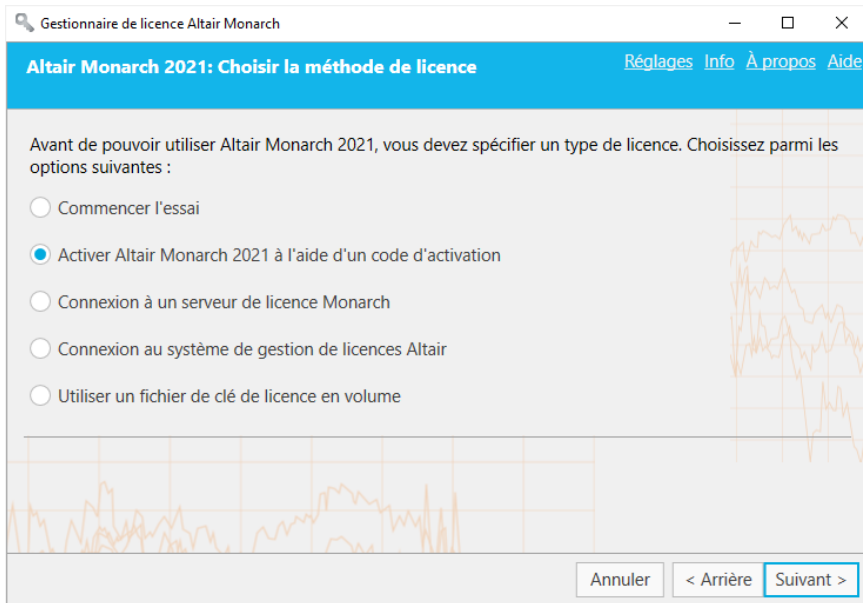 Gestionnaire de licence Altair Monarch
Altair Monarch 2021: Choisir la méthode de licence
Réglages Info À propos Aide
Avant de pouvoir utiliser Altair Monarch 2021, vous devez spécifier un type de licence. Choisissez parmi les
options suivantes :
Commencer l'essai
Activer Altair Monarch 2021 à l'aide d'un code d'activation
Connexion à un serveur de licence Monarch
Connexion au système de gestion de licences Altair
Utiliser un fichier de clé de licence en volume
Annuler < Arrière Suivant >